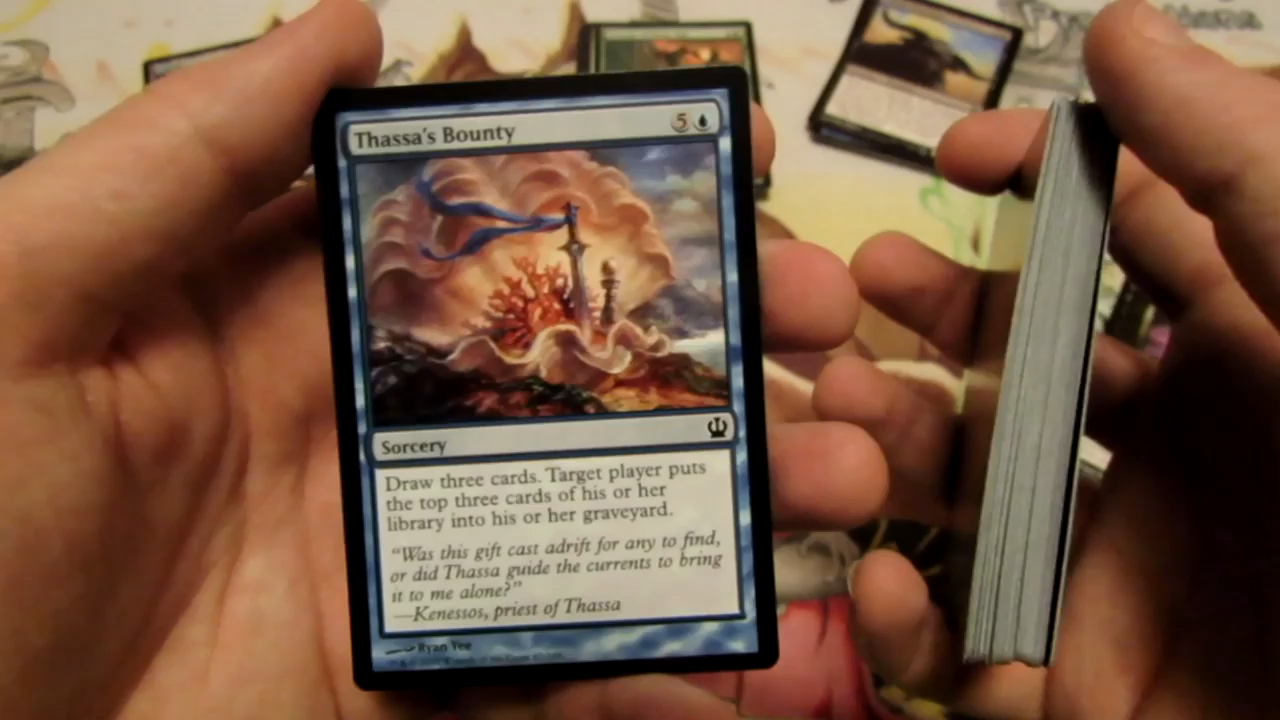 Thassa's Bounty
5
Sorcery
Draw three cards. Target player puts
the top three cards of his or her
library into his or her graveyard.
"Was this gift cast adrift for any to find,
or did Thassa guide the currents to bring
it to me alone?"
—Kenessos, priest of Thassa
Ryan Yee